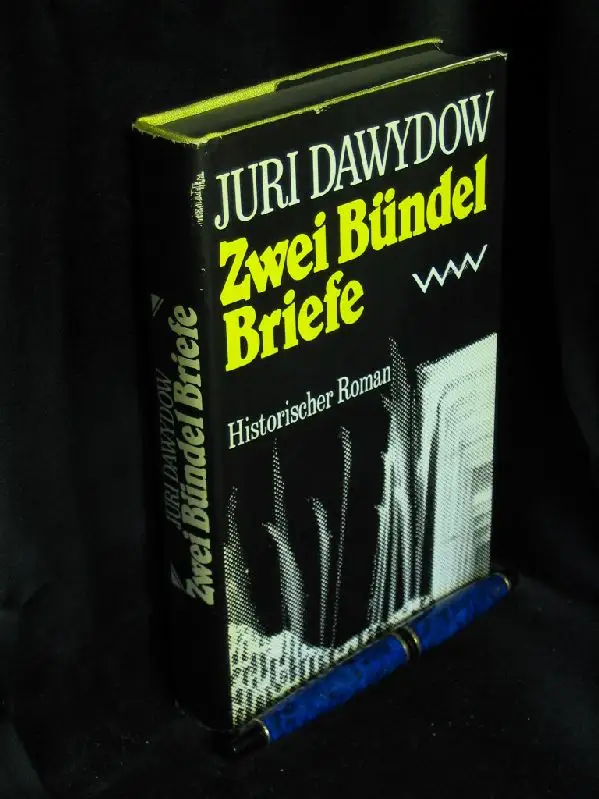 JURI DAWYDOW
Zwei Bündel
Briefe
Historischer Roman
JURI DAWYDOW
Zwei Bündel Briefe